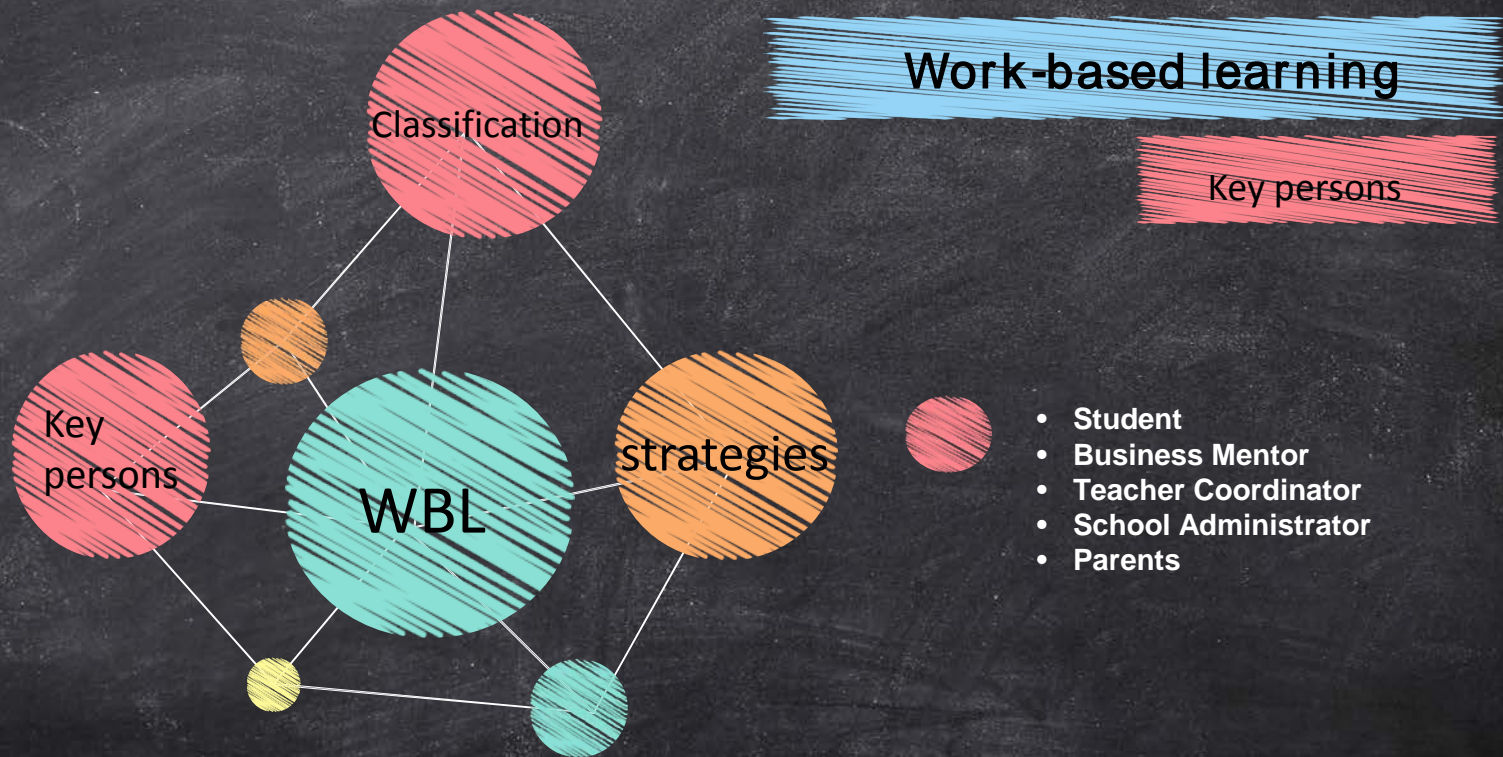 Work-based learning
Key persons
Classification
Key
persons
WBL
strategies
• Student
• Business Mentor
• Teacher Coordinator
• School Administrator
• Parents